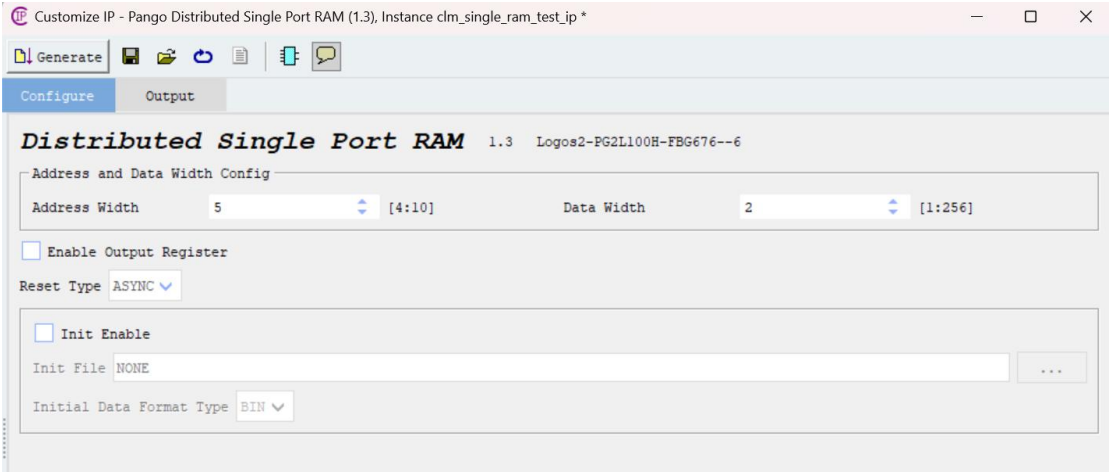 Customize IP - Pango Distributed Single Port RAM (1.3), Instance clm_single_ram_test_ip *
Generate
Configure Output
Distributed Single Port RAM 1.3 Logos2-PG2L100H-FBG676--6
Address and Data Width Config
Address Width 5 [4:10] Data Width 2 [1:256]
Enable Output Register
Reset Type ASYNC
Init Enable
Init File NONE ...
Initial Data Format Type BIN